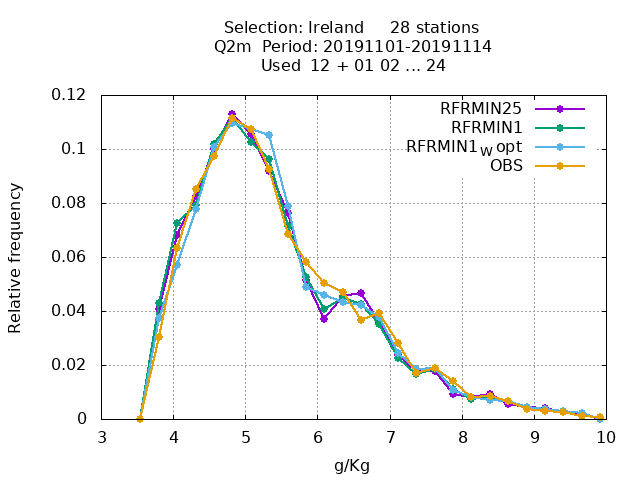 Selection: Ireland 28 stations
Q2m Period: 20191101-20191114
Used 12 + 01 02 ... 24
RFRMIN25
RFRMIN1
RFRMIN1Wopt
OBS
Relative frequency
0.12
0.1
0.08
0.06
0.04
0.02
0
3 4 5 6 7 8 9 10
g/Kg